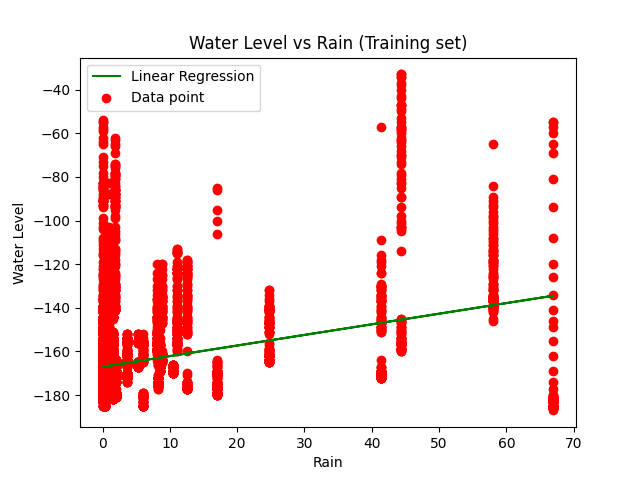 Water Level vs Rain (Training set)
Linear Regression
Data point
Water Level
−40
−60
−80
−100
−120
−140
−160
−180
0 10 20 30 40 50 60 70
Rain